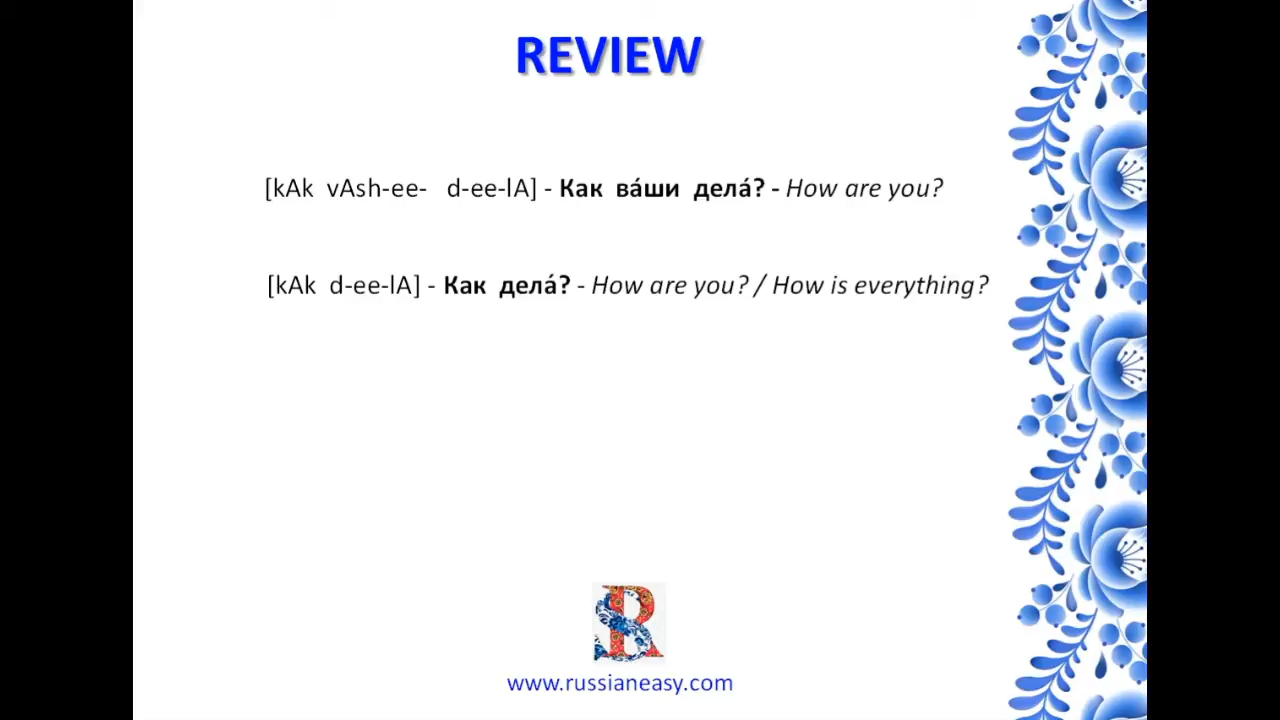 REVIEW
[kAk vAsh-ee- d-ee-lA] - Как ва́ши дела́? - How are you?
[kAk d-ee-lA] - Как дела́? - How are you? / How is everything?
www.russianeasy.com